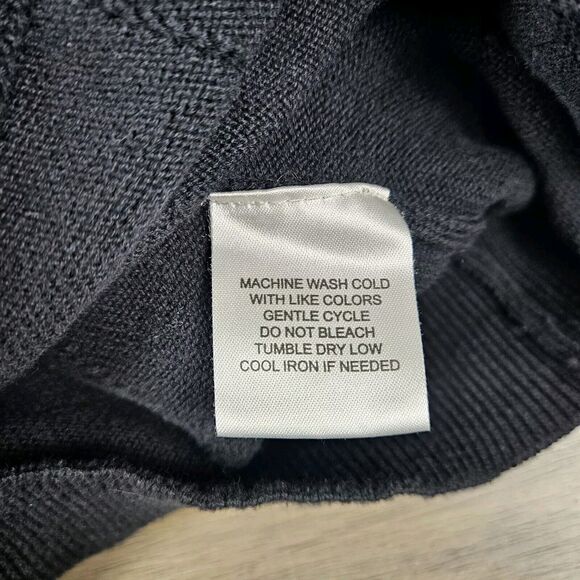 MACHINE WASH COLD
WITH LIKE COLORS
GENTLE CYCLE
DO NOT BLEACH
TUMBLE DRY LOW
COOL IRON IF NEEDED